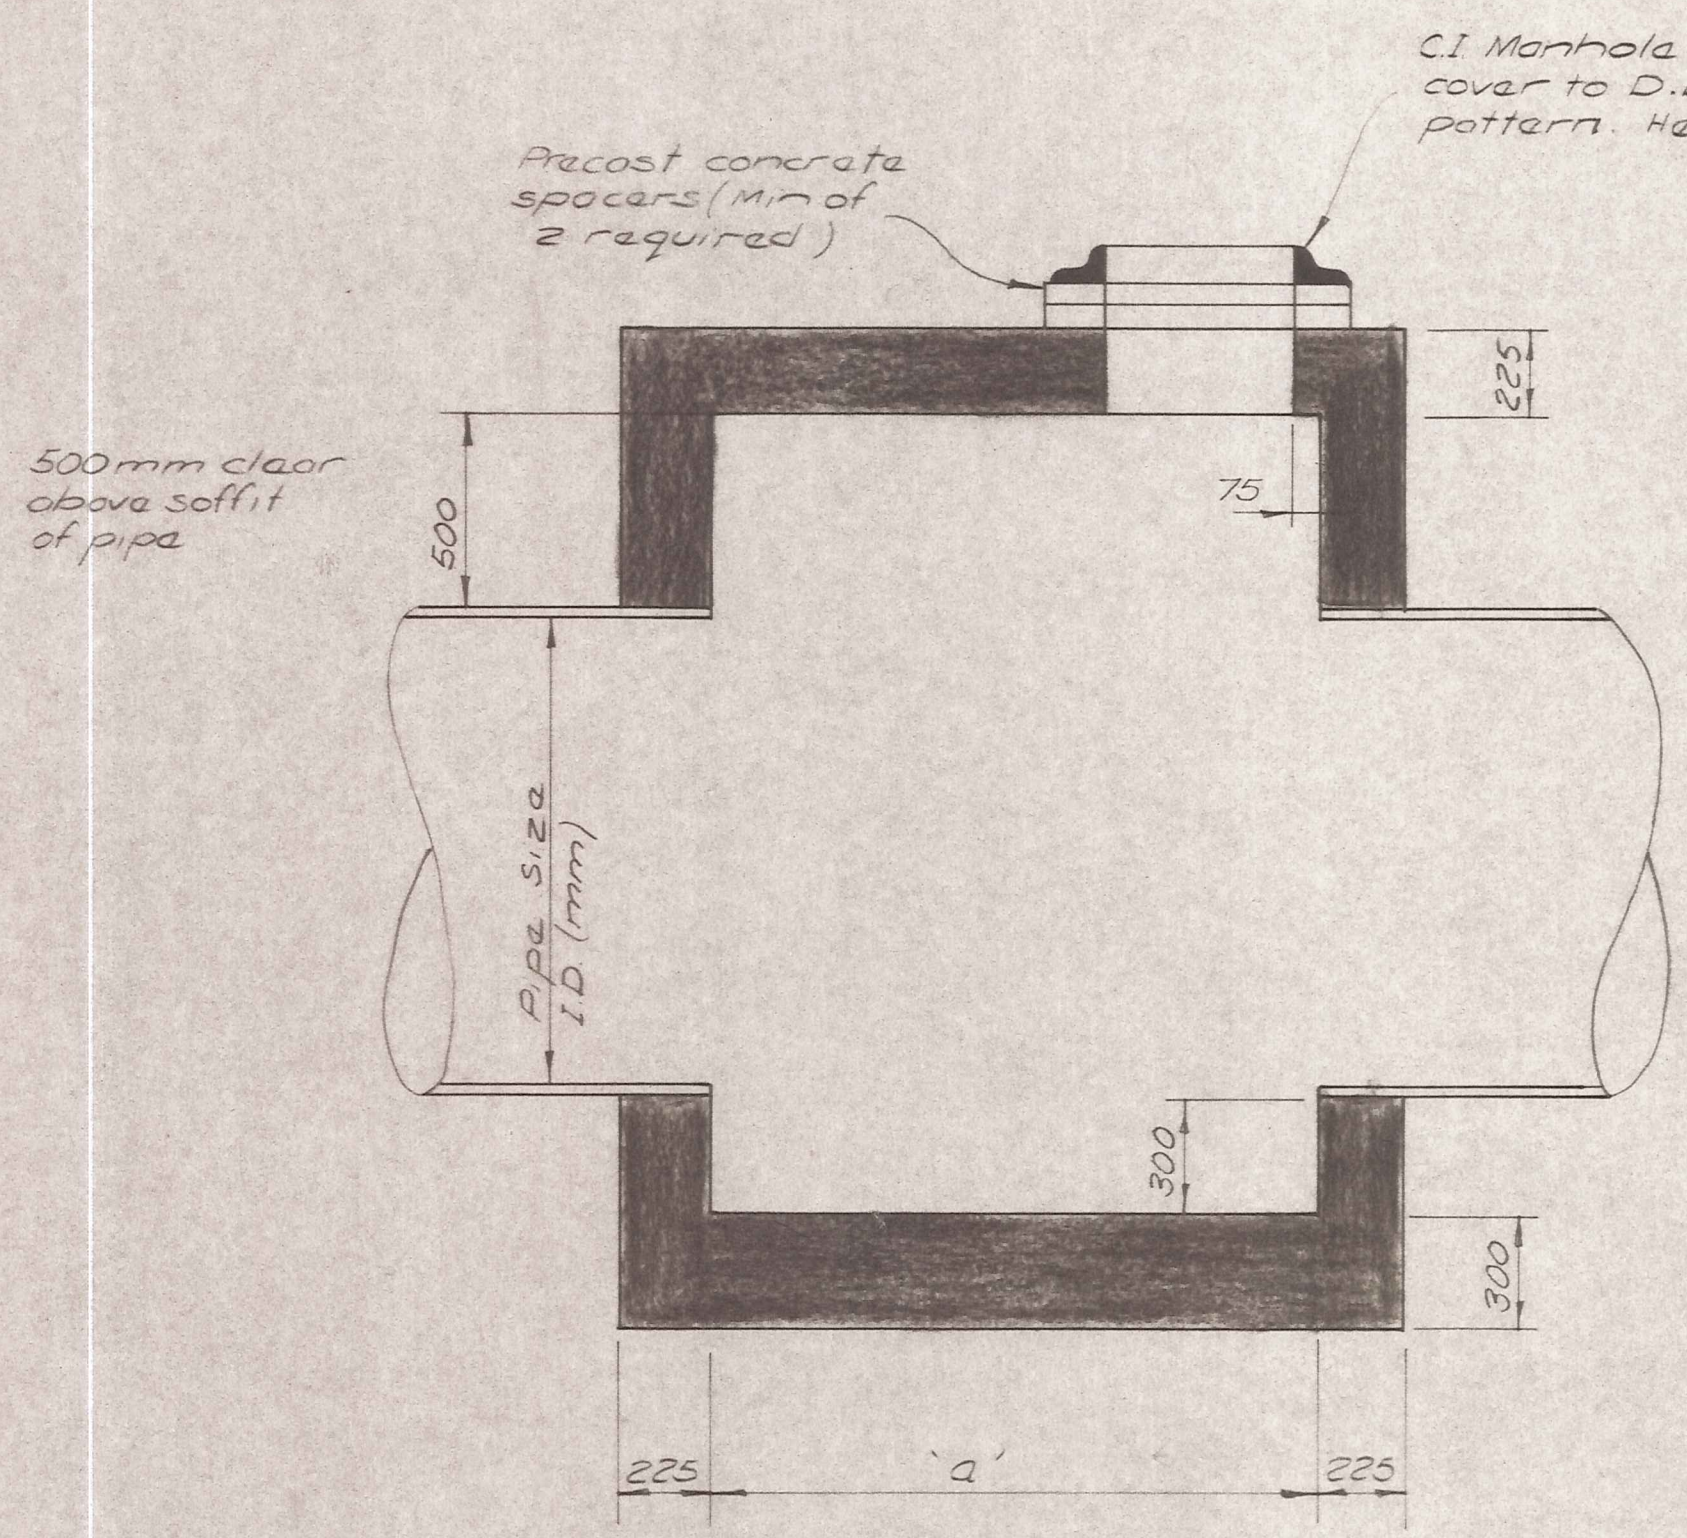 C.I. Manhole
cover to D.
pattern. He
Precast concrete
spacers (Min of
2 required)
225
500mm clear
above soffit
of pipe
500
75
Pipe size
I.D. (mm)
300
300
225
'a'
225